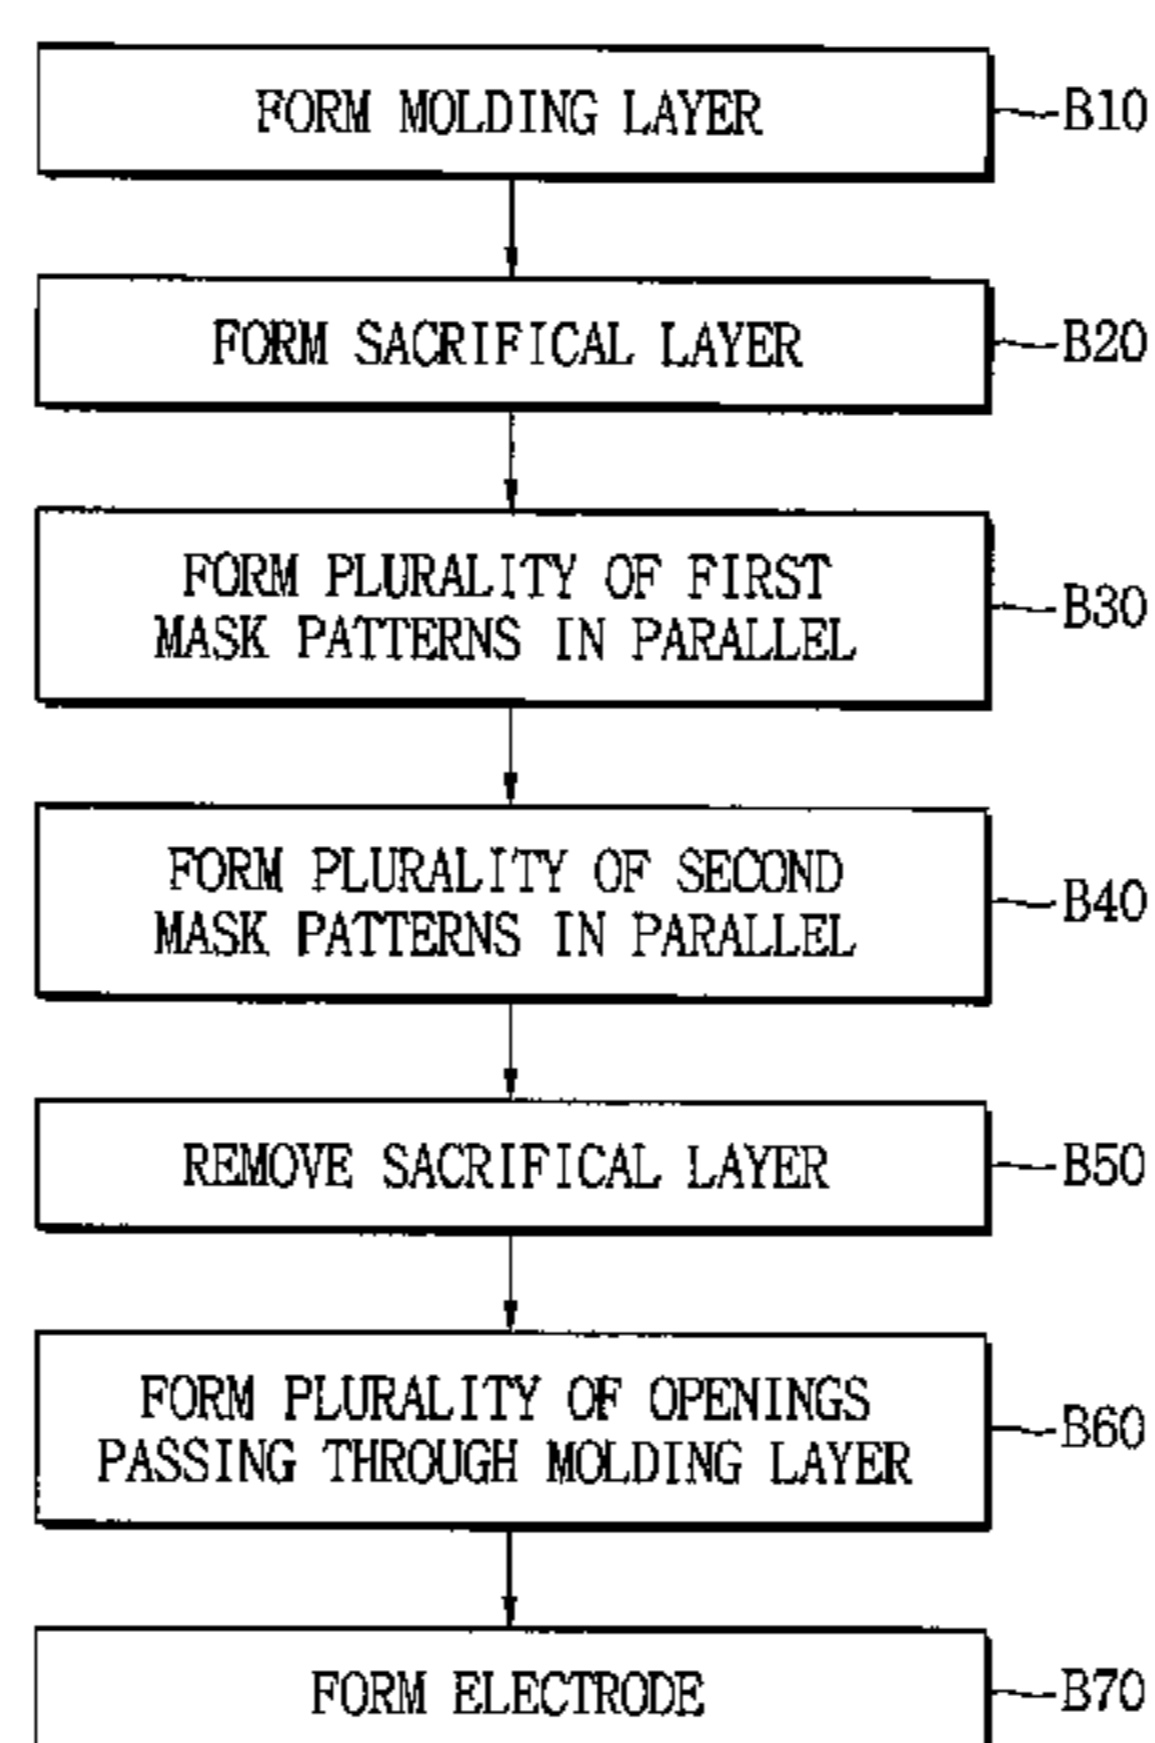 FORM MOLDING LAYER
B10
FORM SACRIFICAL LAYER
B20
FORM PLURALITY OF FIRST
MASK PATTERNS IN PARALLEL
B30
FORM PLURALITY OF SECOND
MASK PATTERNS IN PARALLEL
B40
REMOVE SACRIFICAL LAYER
B50
FORM PLURALITY OF OPENINGS
PASSING THROUGH MOLDING LAYER
B60
FORM ELECTRODE
B70